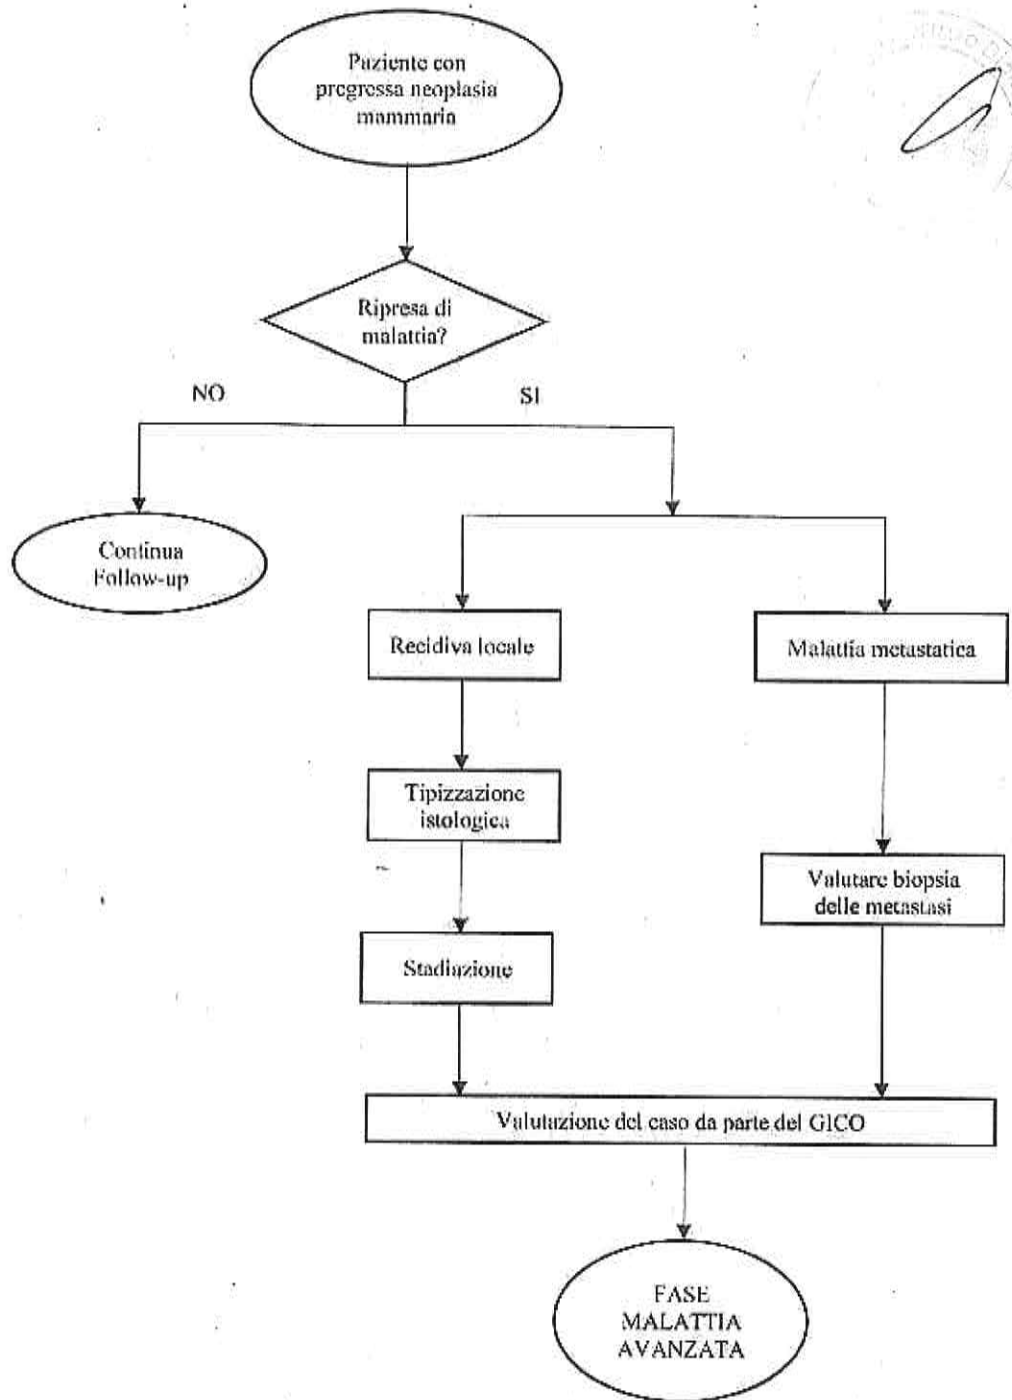 Paziente con
pregressa neoplasia
mammaria
Ripresa di
malattia?
NO
SI
Continua
Follow-up
Recidiva locale
Malattia metastatica
Tipizzazione
istologica
Valutare biopsia
delle metastasi
Stadiazione
Valutazione del caso da parte del GICO
FASE
MALATTIA
AVANZATA